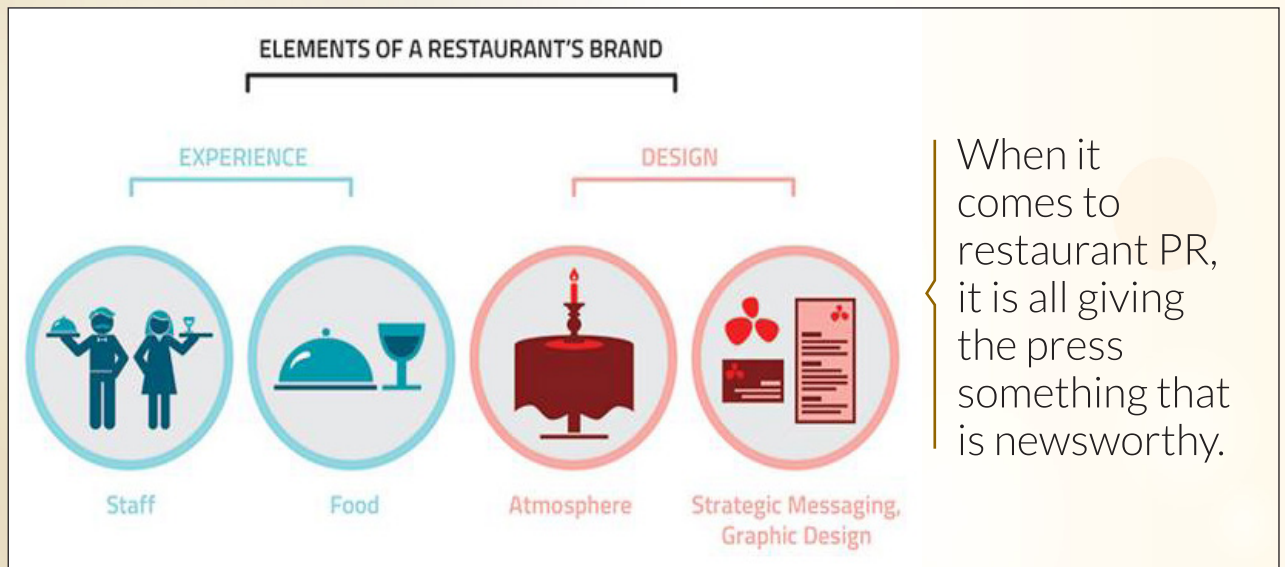 ELEMENTS OF A RESTAURANT'S BRAND
EXPERIENCE
DESIGN
Staff
Food
Atmosphere
Strategic Messaging,
Graphic Design
When it
comes to
restaurant PR,
it is all giving
the press
something that
is newsworthy.